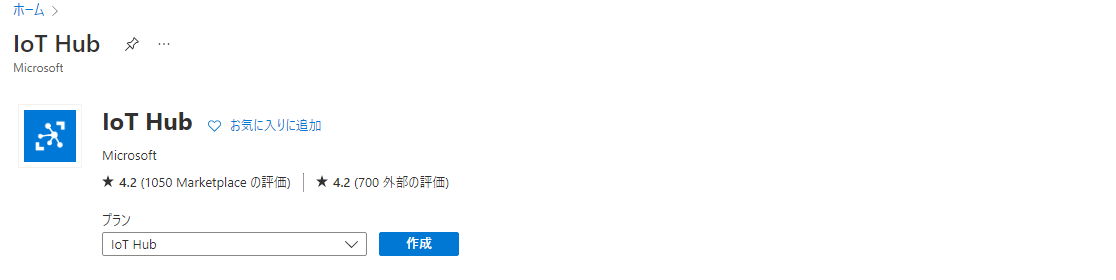 ホーム
IoT Hub
Microsoft
IoT Hub お気に入りに追加
Microsoft
★ 4.2 (1050 Marketplace の評価) ★ 4.2 (700 外部の評価)
プラン
IoT Hub 作成